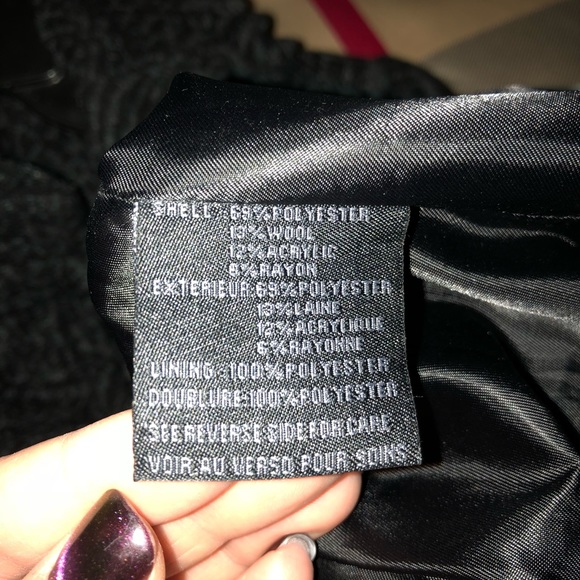 SHELL : 69%POLYESTER
13%WOOL
12%ACRYLIC
6%RAYON
EXTERIEUR:69%POLYESTER
13%LAINE
12%ACRYLIQUE
6%RAYONNE
LINING :100%POLYESTER
DOUBLURE:100%POLYESTER
SEE REVERSE SIDE FOR CARE
VOIR AU VERSO POUR SOINS